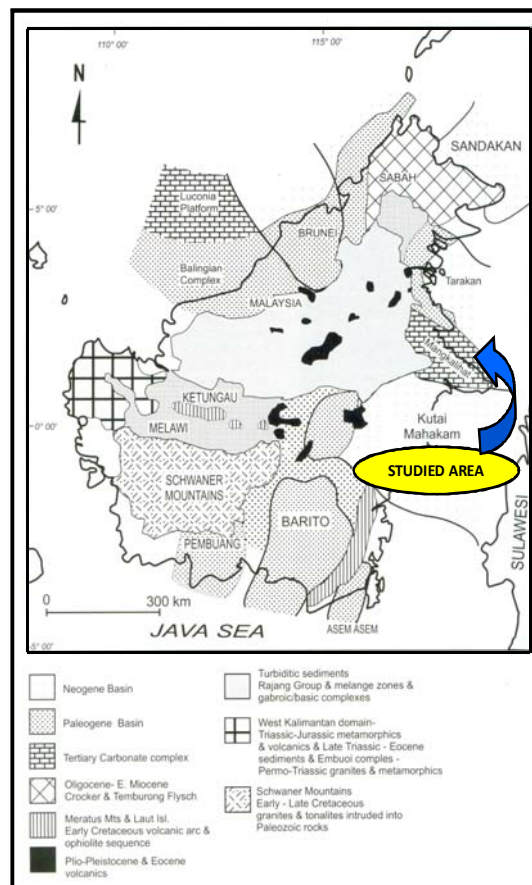 110° 00'
115° 00'
N
SANDAKAN
SABAH
Luconia
Platform
5° 00'
BRUNEI
Balingian
Complex
Tarakan
MALAYSIA
Mangkalihat
KETUNGAU
Kutai
Mahakam
0° 00'
MELAWI
STUDIED AREA
SCHWANER
MOUNTAINS
SULAWESI
BARITO
PEMBUANG
0 300 km
ASEM ASEM
JAVA SEA
5° 00'
Neogene Basin
Paleogene Basin
Tertiary Carbonate complex
Oligocene- E. Miocene
Crocker & Temburong Flysch
Meratus Mts & Laut Isl.
Early Cretaceous volcanic arc &
ophiolite sequence
Plio-Pleistocene & Eocene
volcanics
Turbiditic sediments
Rajang Group & melange zones &
gabroic/basic complexes
West Kalimantan domain-
Triassic-Jurassic metamorphics
& volcanics & Late Triassic - Eocene
sediments & Embuoi comples -
Permo-Triassic granites & metamorphics
Schwaner Mountains
Early - Late Cretaceous
granites & tonalites intruded into
Paleozoic rocks